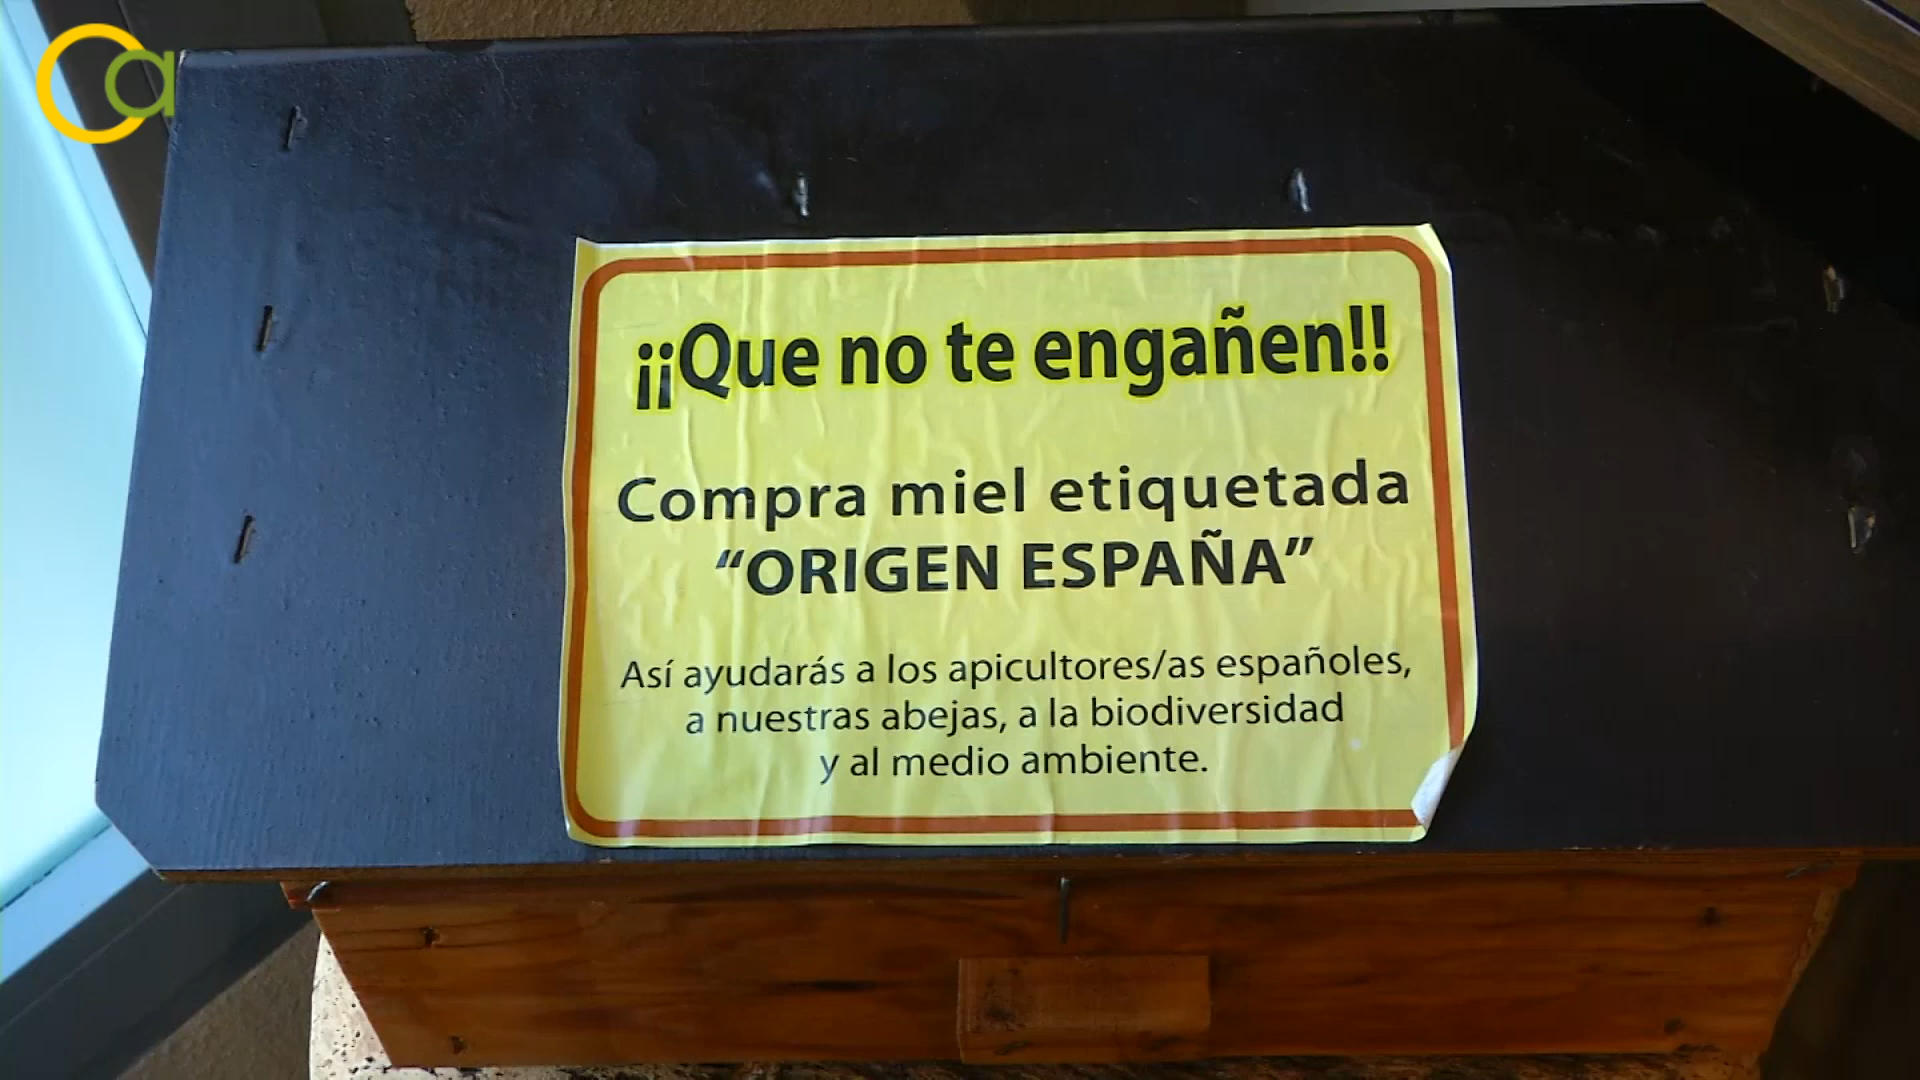 Ca
¡¡Que no te engañen!!
Compra miel etiquetada
“ORIGEN ESPAÑA”
Así ayudarás a los apicultores/as españoles,
a nuestras abejas, a la biodiversidad
y al medio ambiente.